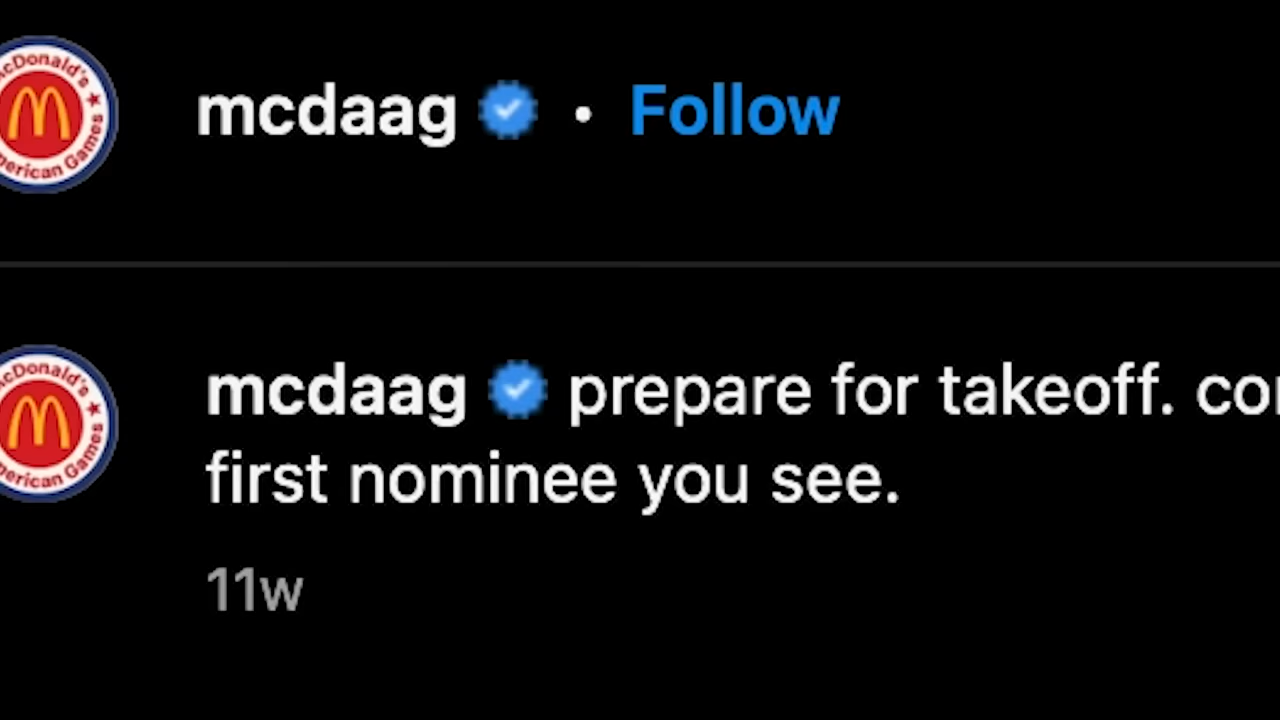 McDonald's
American Games
mcdaag • Follow
McDonald's
American Games
mcdaag prepare for takeoff.
first nominee you see.
11w